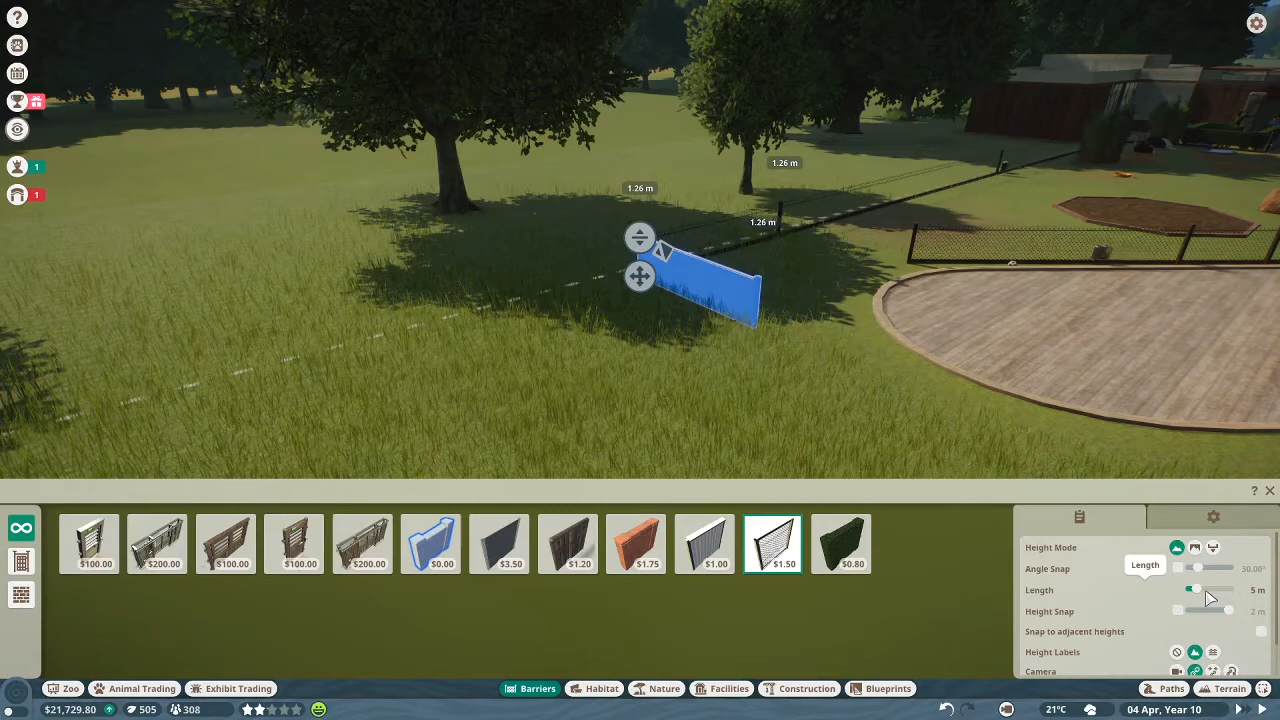 1
1
1.26 m
1.26 m
1.26 m
?
$100.00
$200.00
$100.00
$100.00
$200.00
$0.00
$3.50
$1.20
$1.75
$1.00
$1.50
$0.80
Height Mode
Length
Angle Snap
30.00°
Length
5 m
Height Snap
2 m
Snap to adjacent heights
Height Labels
Camera
Zoo
Animal Trading
Exhibit Trading
Barriers
Habitat
Nature
Facilities
Construction
Blueprints
Paths
Terrain
$21,729.80
505
308
21°C
04 Apr, Year 10